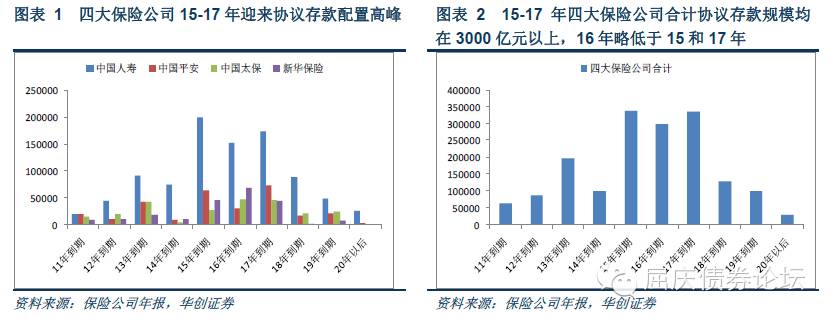 图表 1 四大保险公司 15-17 年迎来协议存款配置高峰
中国人寿 中国平安 中国太保 新华保险
250000
200000
150000
100000
50000
0
11年到期 12年到期 13年到期 14年到期 15年到期 16年到期 17年到期 18年到期 19年到期 20年以后
资料来源：保险公司年报，华创证券
图表 2 15-17 年四大保险公司合计协议存款规模均
在 3000 亿元以上，16 年略低于 15 和 17 年
四大保险公司合计
400000
350000
300000
250000
200000
150000
100000
50000
0
11年到期 12年到期 13年到期 14年到期 15年到期 16年到期 17年到期 18年到期 19年到期 20年以后
资料来源：保险公司年报，华创证券
屈庆债券论坛